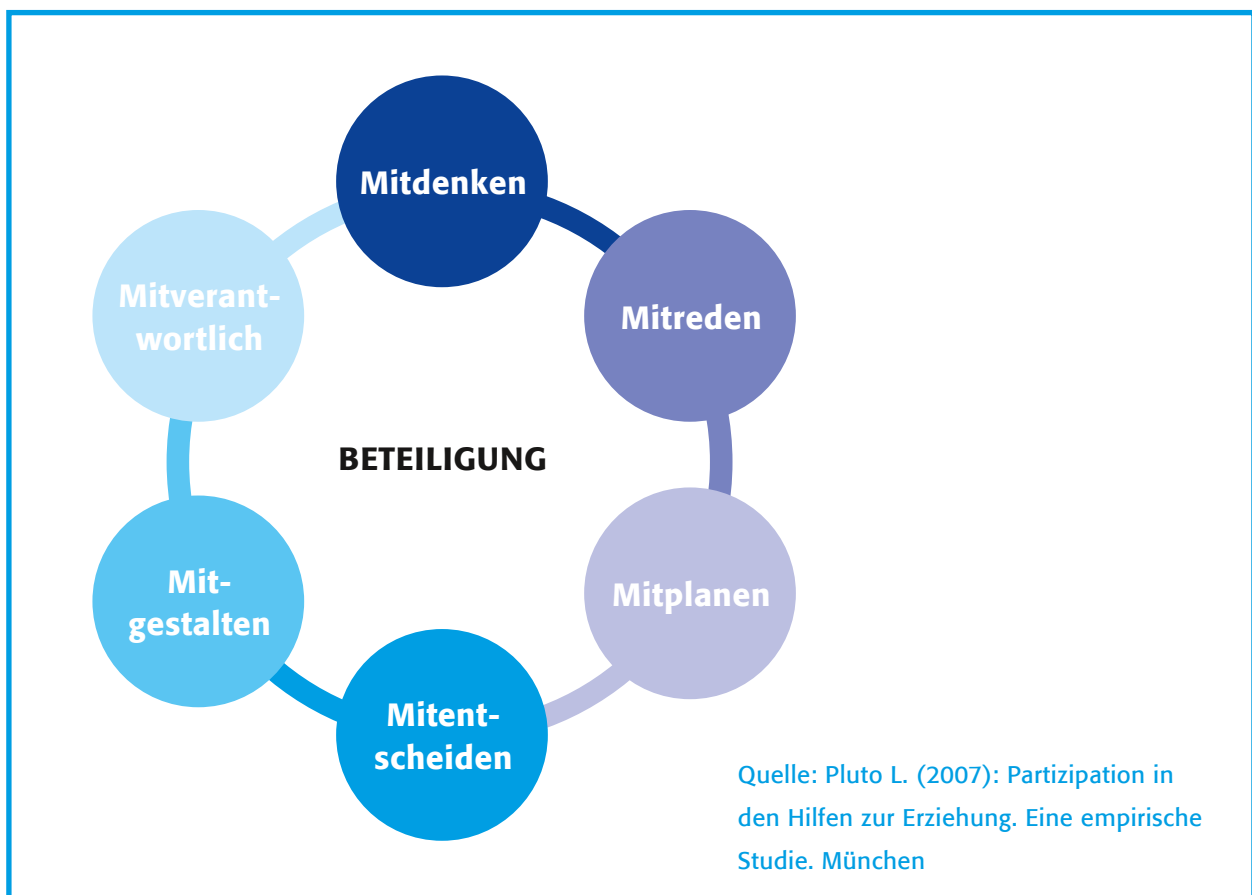 Mitdenken
Mitreden
Mitplanen
Mitent-
scheiden
Mit-
gestalten
Mitverant-
wortlich
BETEILIGUNG
Quelle: Pluto L. (2007): Partizipation in
den Hilfen zur Erziehung. Eine empirische
Studie. München